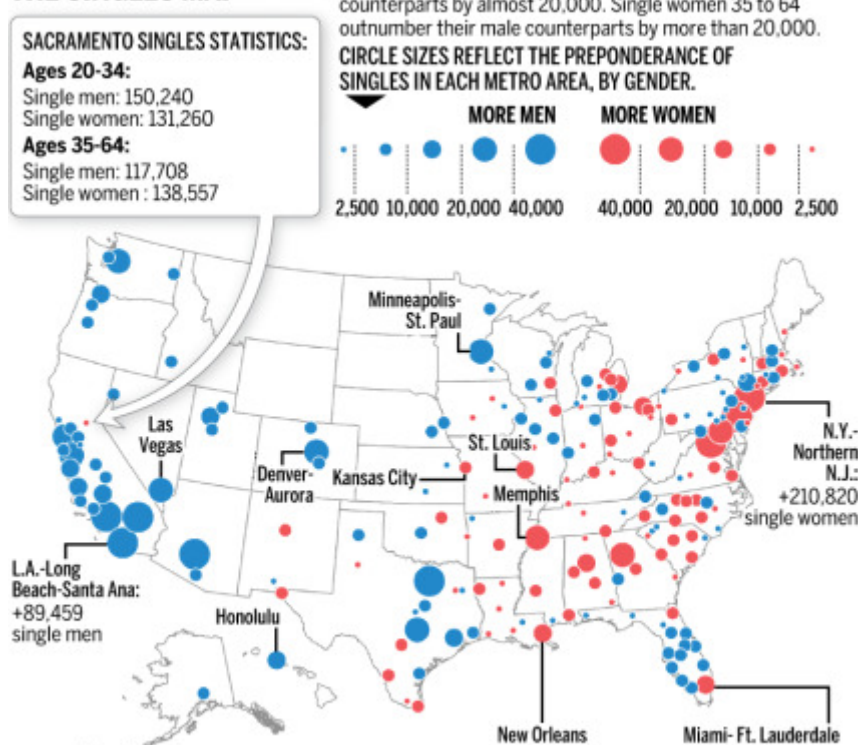 counterparts by almost 20,000. Single women 35 to 64
outnumber their male counterparts by more than 20,000.
SACRAMENTO SINGLES STATISTICS:
Ages 20-34:
Single men: 150,240
Single women: 131,260
Ages 35-64:
Single men: 117,708
Single women : 138,557
CIRCLE SIZES REFLECT THE PREPONDERANCE OF
SINGLES IN EACH METRO AREA, BY GENDER.
MORE MEN MORE WOMEN
2,500 10,000 20,000 40,000 40,000 20,000 10,000 2,500
Minneapolis-
St. Paul
Las
Vegas
Denver-
Aurora
Kansas City
St. Louis
Memphis
N.Y.-
Northern
N.J.:
+210,820
single women
L.A.-Long
Beach-Santa Ana:
+89,459
single men
Honolulu
New Orleans
Miami- Ft. Lauderdale